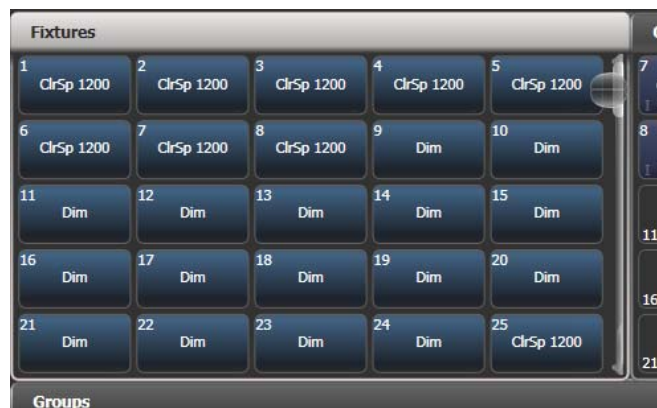 Fixtures
1 2 3 4 5 7
ClrSp 1200 ClrSp 1200 ClrSp 1200 ClrSp 1200 ClrSp 1200
I
6 7 8 9 10 8
ClrSp 1200 ClrSp 1200 ClrSp 1200 Dim Dim
I
11 12 13 14 15
Dim Dim Dim Dim Dim
11
16 17 18 19 20
Dim Dim Dim Dim Dim
16
21 22 23 24 25
Dim Dim Dim Dim ClrSp 1200
21
Groups